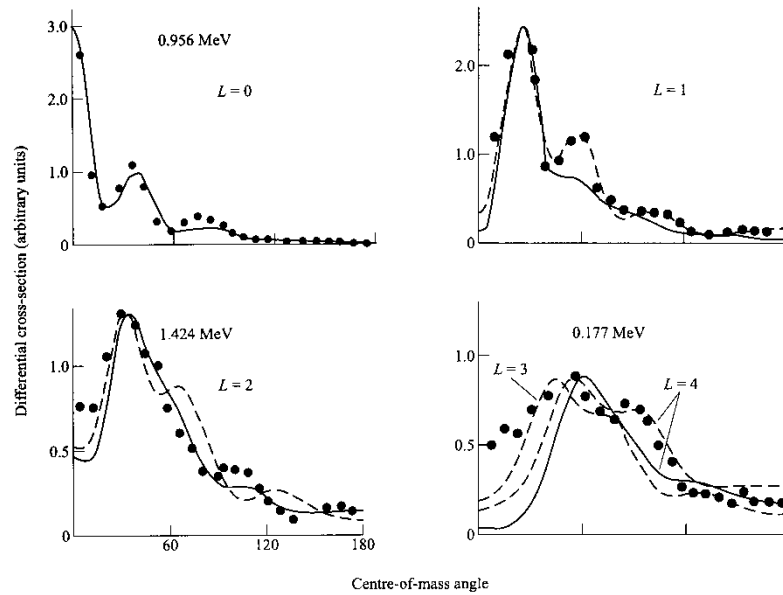 Differential cross-section (arbitrary units)
3.0
2.0
1.0
0
0.956 MeV
L = 0
2.0
1.0
0
L = 1
1.0
0.5
0
1.424 MeV
L = 2
60
120
180
1.0
0.5
0
0.177 MeV
L = 3
L = 4
Centre-of-mass angle